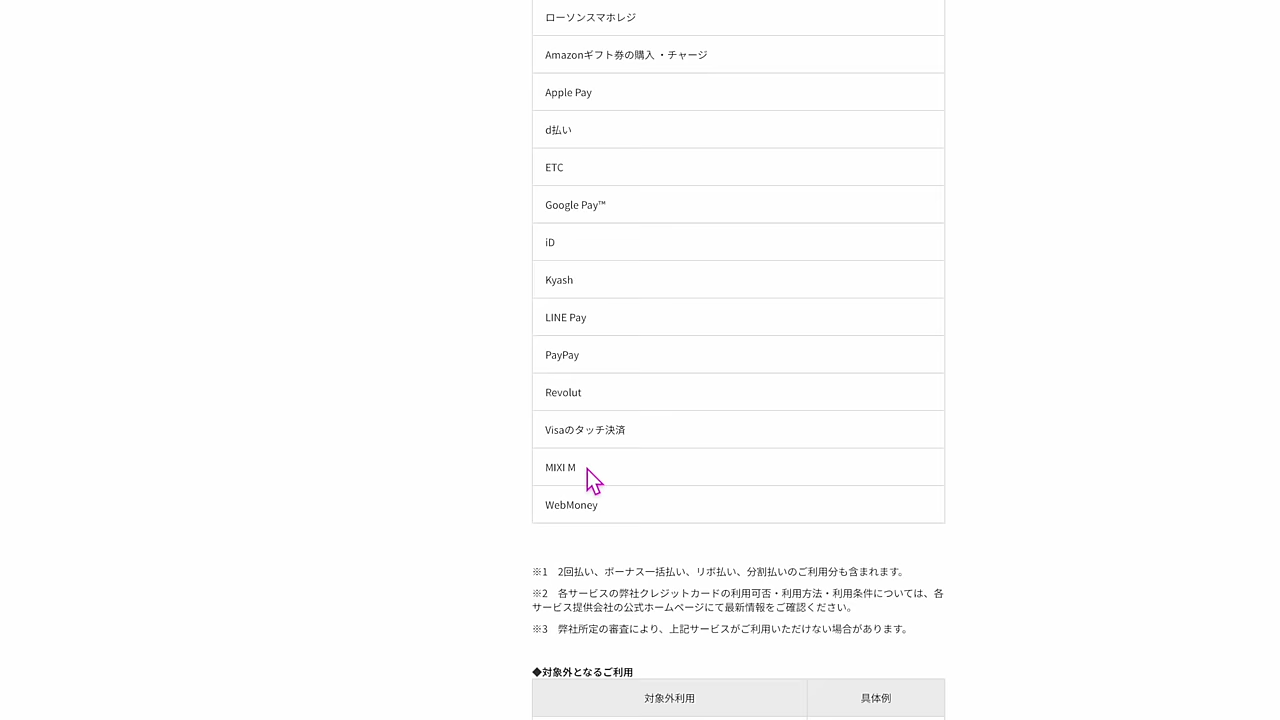 ローソンスマホレジ
Amazonギフト券の購入 ・チャージ
Apple Pay
d払い
ETC
Google Pay™
iD
Kyash
LINE Pay
PayPay
Revolut
Visaのタッチ決済
MIXI M
WebMoney
※1　2回払い、ボーナス一括払い、リボ払い、分割払いのご利用分も含まれます。
※2　各サービスの弊社クレジットカードの利用可否・利用方法・利用条件については、各
サービス提供会社の公式ホームページにて最新情報をご確認ください。
※3　弊社所定の審査により、上記サービスがご利用いただけない場合があります。
◆対象外となるご利用
対象外利用
具体例